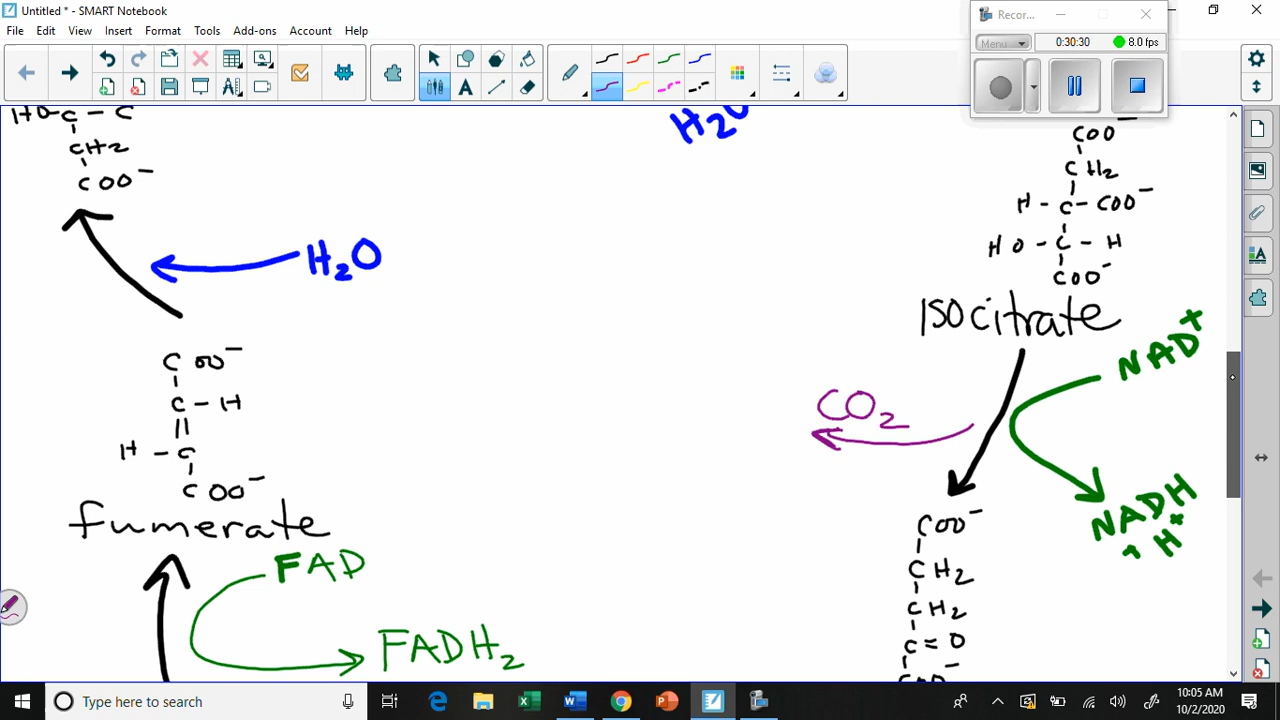 Untitled * - SMART Notebook
File Edit View Insert Format Tools Add-ons Account Help
Recor...
Menu
0:30:30
8.0 fps
HO - C - C
CH2
COO⁻
H₂O
H₂O
COO⁻
CH₂
H - C - COO⁻
HO - C - H
COO⁻
Isocitrate
NAD⁺
CO₂
NADH
+ H⁺
COO⁻
C - H
H - C
COO⁻
fumerate
FAD
FADH₂
COO⁻
CH₂
CH₂
C = O
COO⁻
Type here to search
10:05 AM
10/2/2020